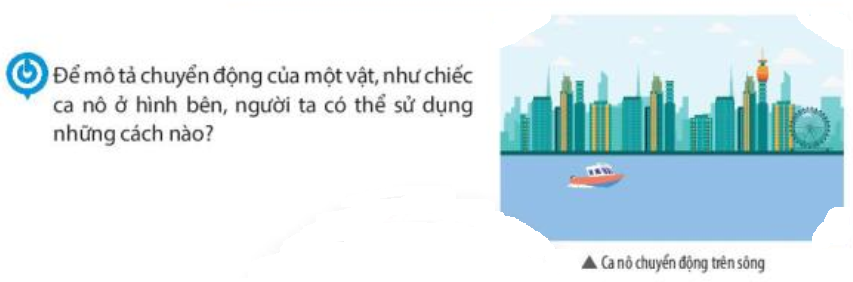 Để mô tả chuyển động của một vật, như chiếc
ca nô ở hình bên, người ta có thể sử dụng
những cách nào?
▲ Ca nô chuyển động trên sông